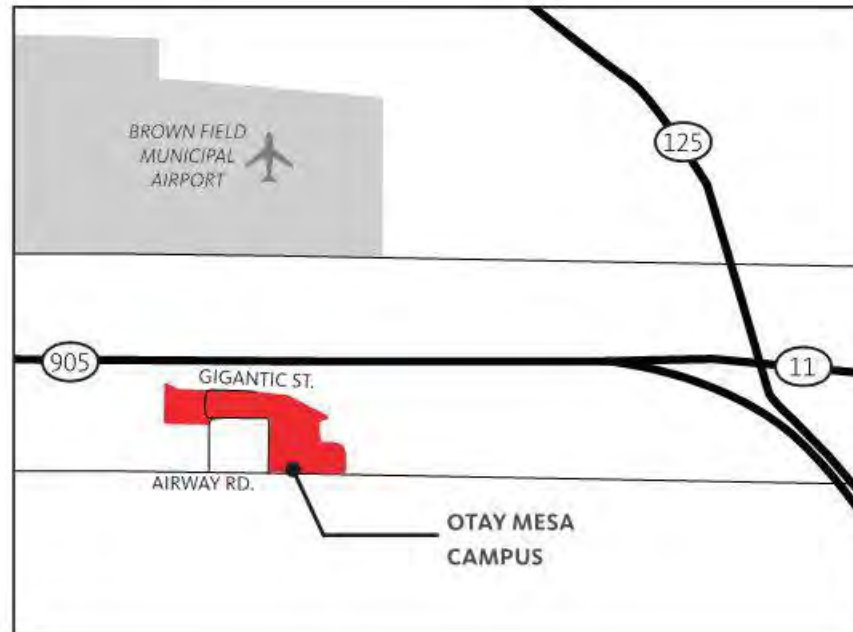 BROWN FIELD
MUNICIPAL
AIRPORT
125
905
11
GIGANTIC ST.
AIRWAY RD.
OTAY MESA
CAMPUS